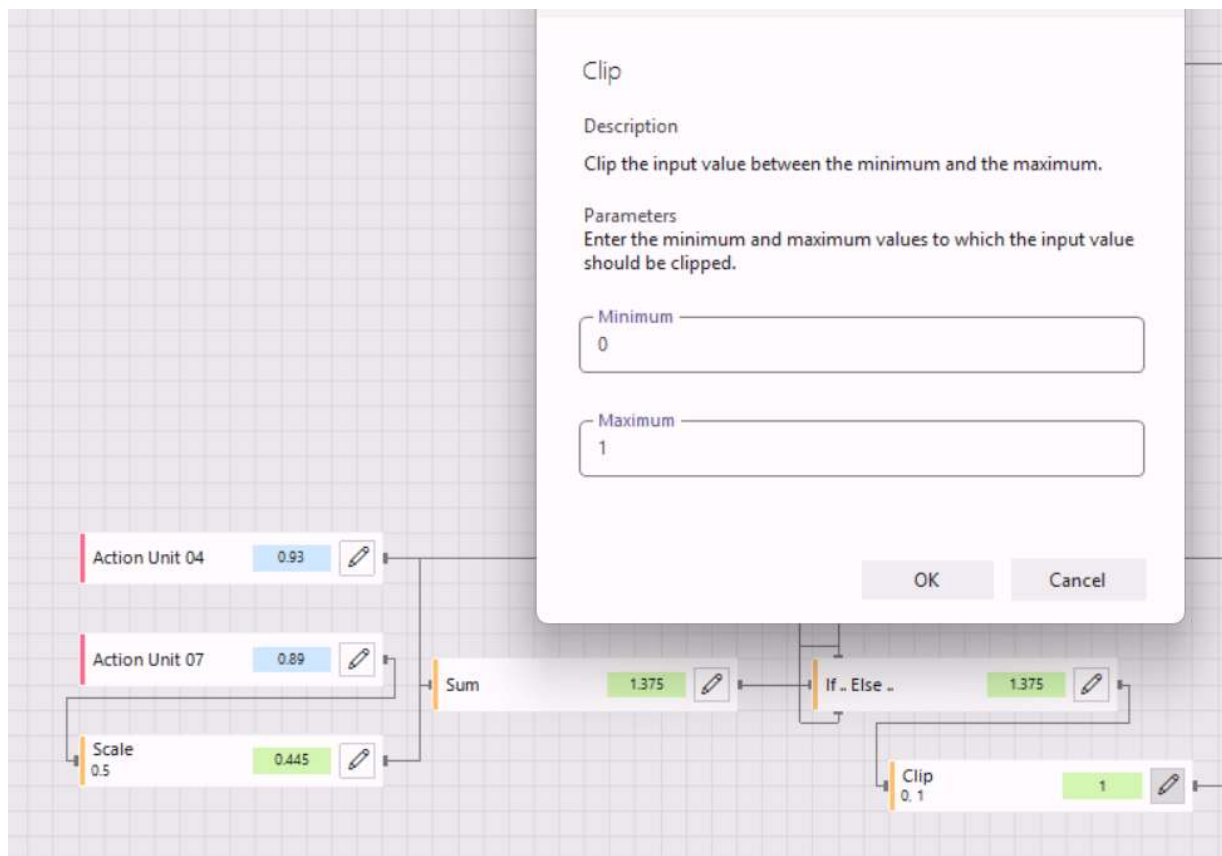 Clip
Description
Clip the input value between the minimum and the maximum.
Parameters
Enter the minimum and maximum values to which the input value
should be clipped.
Minimum
0
Maximum
1
OK Cancel
Action Unit 04 0.93
Action Unit 07 0.89
Sum 1.375
If .. Else .. 1.375
Scale
0.5
0.445
Clip
0, 1
1